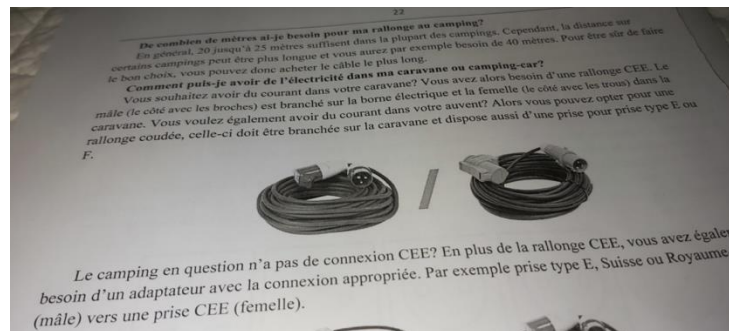 22
De combien de mètres ai-je besoin pour ma rallonge au camping?
En général, 20 jusqu'à 25 mètres suffisent dans la plupart des campings. Cependant, la distance sur
certains campings peut être plus longue et vous aurez par exemple besoin de 40 mètres. Pour être sûr de faire
le bon choix, vous pouvez donc acheter le câble le plus long.
Comment puis-je avoir de l'électricité dans ma caravane ou camping-car?
Vous souhaitez avoir du courant dans votre caravane? Vous avez alors besoin d'une rallonge CEE. Le
mâle (le côté avec les broches) est branché sur la borne électrique et la femelle (le côté avec les trous) dans la
caravane. Vous voulez également avoir du courant dans votre auvent? Alors vous pouvez opter pour une
rallonge coudée, celle-ci doit être branchée sur la caravane et dispose aussi d'une prise pour prise type E ou
F.
/
Le camping en question n'a pas de connexion CEE? En plus de la rallonge CEE, vous avez égale
besoin d'un adaptateur avec la connexion appropriée. Par exemple prise type E, Suisse ou Royaume
(mâle) vers une prise CEE (femelle).